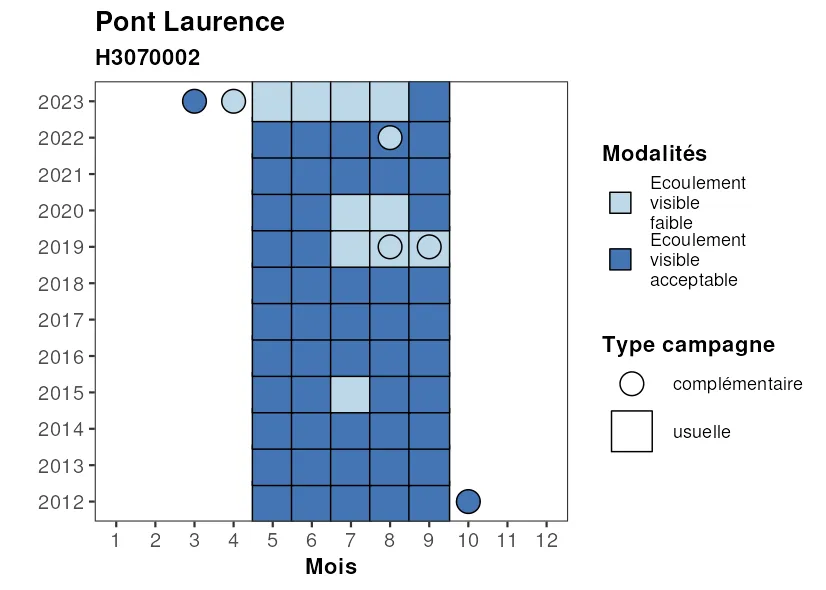 Pont Laurence
H3070002
2023
2022
2021
2020
2019
2018
2017
2016
2015
2014
2013
2012
1 2 3 4 5 6 7 8 9 10 11 12
Mois
Modalités
Ecoulement
visible
faible
Ecoulement
visible
acceptable
Type campagne
complémentaire
usuelle